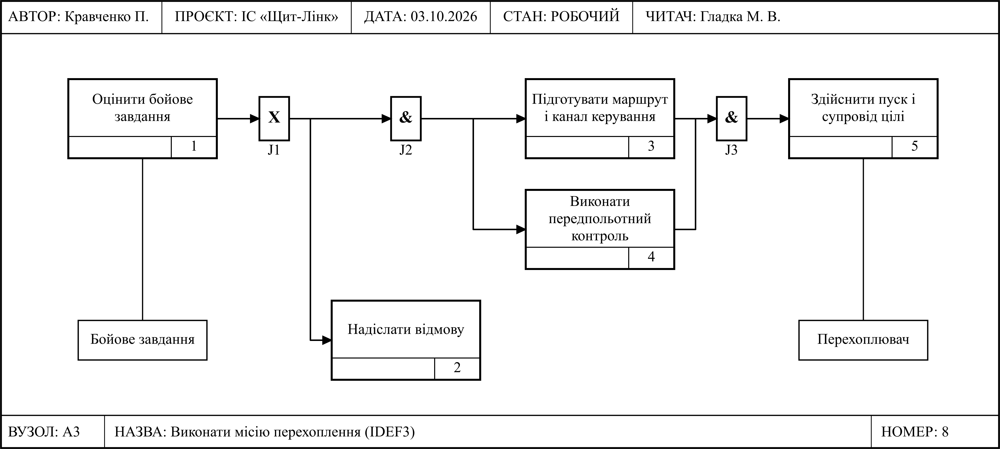 АВТОР: Кравченко П.
ПРОЄКТ: ІС «Щит-Лінк»
ДАТА: 03.10.2026
СТАН: РОБОЧИЙ
ЧИТАЧ: Гладка М. В.
Оцінити бойове
завдання
1
X
J1
&
J2
Підготувати маршрут
і канал керування
3
&
J3
Здійснити пуск і
супровід цілі
5
Виконати
передпольотний
контроль
4
Надіслати відмову
2
Бойове завдання
Перехоплювач
ВУЗОЛ: А3
НАЗВА: Виконати місію перехоплення (IDEF3)
НОМЕР: 8